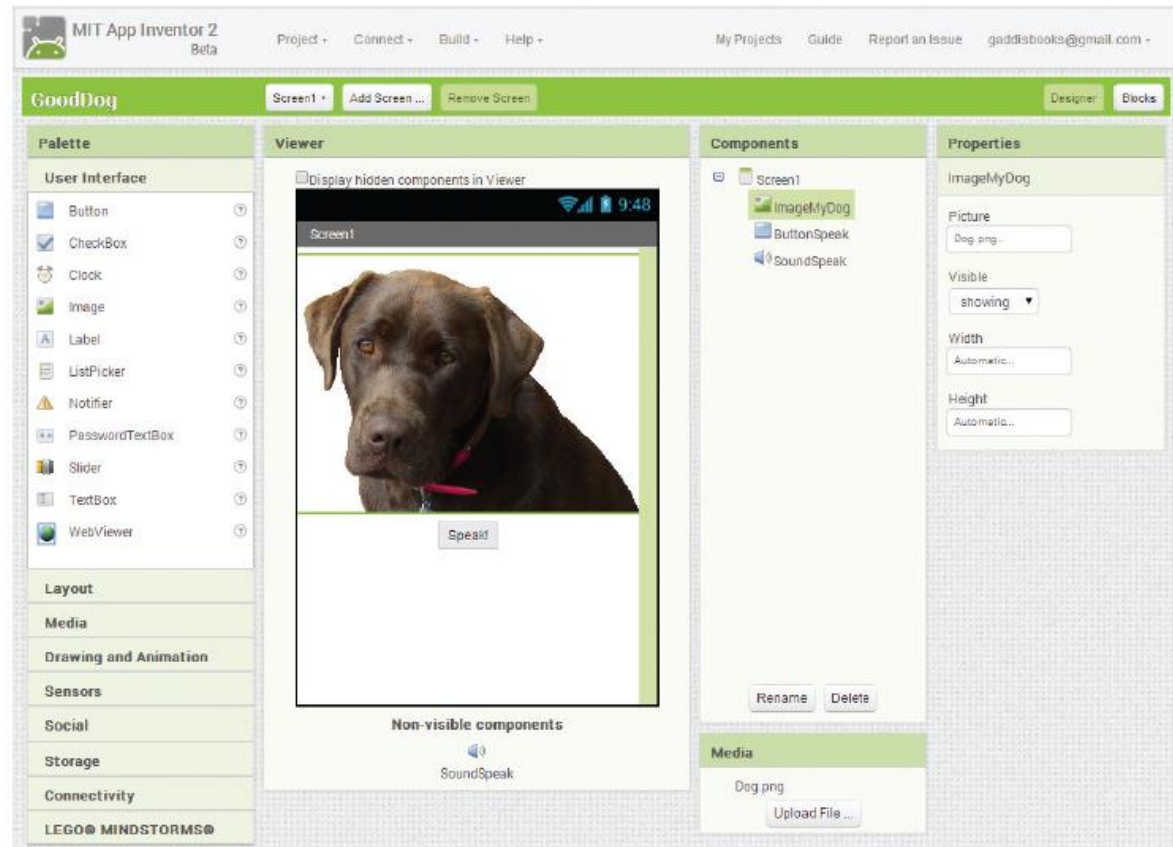 MIT App Inventor 2
Beta
Project
Connect
Build
Help
My Projects
Guide
Report an Issue
gaddisbooks@gmail.com
GoodDog
Screen1
Add Screen ...
Remove Screen
Designer
Blocks
Palette
User Interface
Button
CheckBox
Clock
Image
Label
ListPicker
Notifier
PasswordTextBox
Slider
TextBox
WebViewer
Layout
Media
Drawing and Animation
Sensors
Social
Storage
Connectivity
LEGO® MINDSTORMS®
Viewer
Display hidden components in Viewer
9:48
Screen1
Speak!
Non-visible components
SoundSpeak
Components
Screen1
ImageMyDog
ButtonSpeak
SoundSpeak
Rename
Delete
Media
Dog.png
Upload File ...
Properties
ImageMyDog
Picture
Dog.png...
Visible
showing
Width
Automatic...
Height
Automatic...